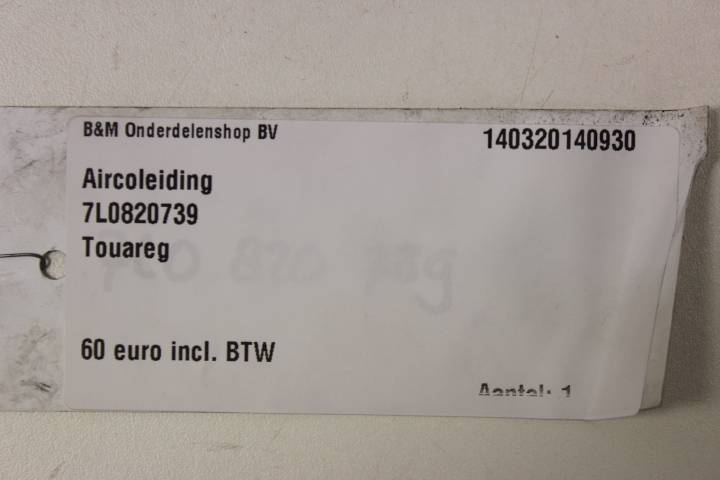 B&M Onderdelenshop BV
140320140930
Aircoleiding
7L0820739
Touareg
60 euro incl. BTW
Aantal: 1